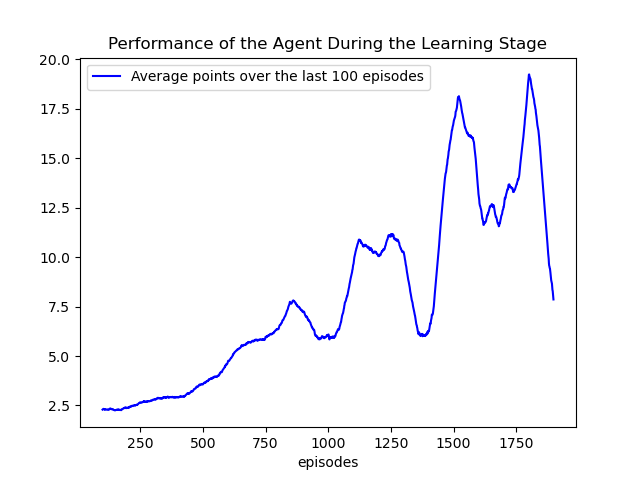 Performance of the Agent During the Learning Stage
Average points over the last 100 episodes
20.0
17.5
15.0
12.5
10.0
7.5
5.0
2.5
250 500 750 1000 1250 1500 1750
episodes